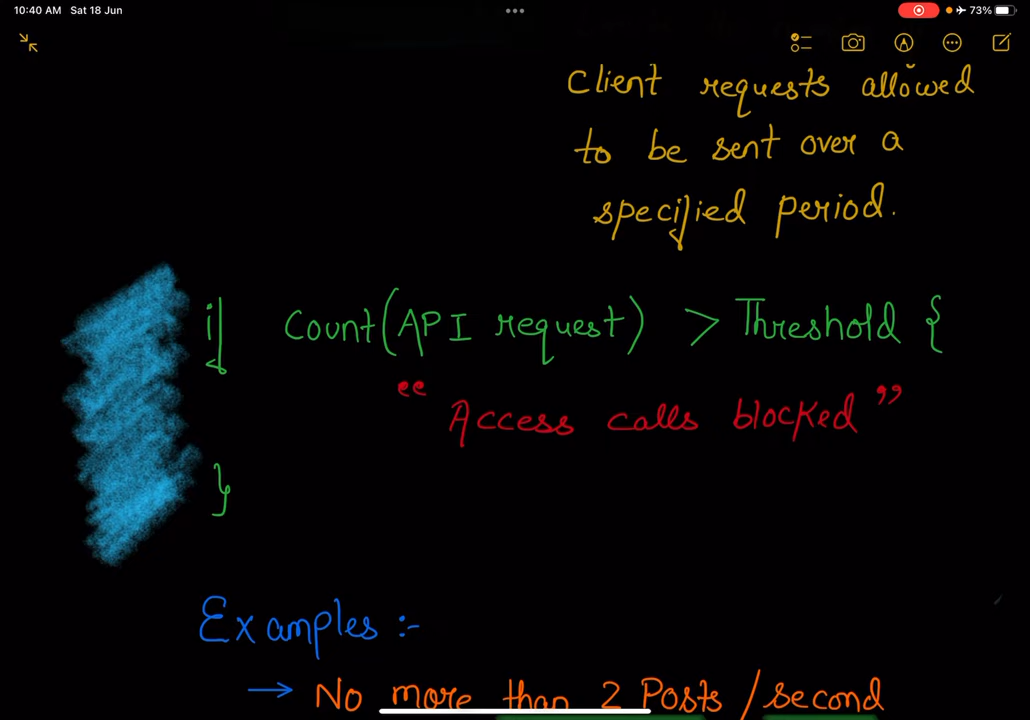 10:40 AM Sat 18 Jun
73%
Client requests allowed
to be sent over a
specified period.
if Count(API request) > Threshold {
“ Access calls blocked ”
}
Examples :-
→ No more than 2 Posts / second